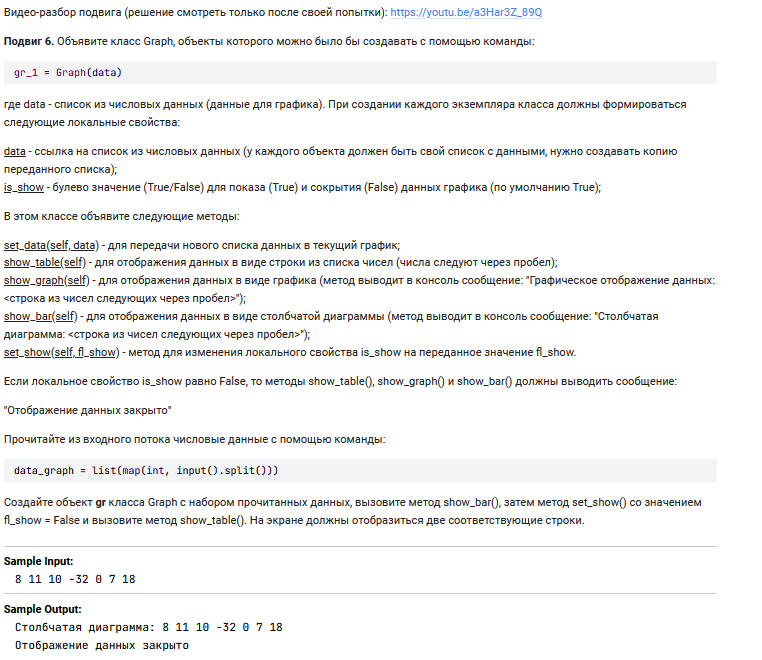 Видео-разбор подвига (решение смотреть только после своей попытки): https://youtu.be/a3Har3Z_89Q
Подвиг 6. Объявите класс Graph, объекты которого можно было бы создавать с помощью команды:
gr_1 = Graph(data)
где data - список из числовых данных (данные для графика). При создании каждого экземпляра класса должны формироваться
следующие локальные свойства:
data - ссылка на список из числовых данных (у каждого объекта должен быть свой список с данными, нужно создавать копию
переданного списка);
is_show - булево значение (True/False) для показа (True) и сокрытия (False) данных графика (по умолчанию True);
В этом классе объявите следующие методы:
set_data(self, data) - для передачи нового списка данных в текущий график;
show_table(self) - для отображения данных в виде строки из списка чисел (числа следуют через пробел);
show_graph(self) - для отображения данных в виде графика (метод выводит в консоль сообщение: "Графическое отображение данных:
<строка из чисел следующих через пробел>");
show_bar(self) - для отображения данных в виде столбчатой диаграммы (метод выводит в консоль сообщение: "Столбчатая
диаграмма: <строка из чисел следующих через пробел>");
set_show(self, fl_show) - метод для изменения локального свойства is_show на переданное значение fl_show.
Если локальное свойство is_show равно False, то методы show_table(), show_graph() и show_bar() должны выводить сообщение:
"Отображение данных закрыто"
Прочитайте из входного потока числовые данные с помощью команды:
data_graph = list(map(int, input().split()))
Создайте объект gr класса Graph с набором прочитанных данных, вызовите метод show_bar(), затем метод set_show() со значением
fl_show = False и вызовите метод show_table(). На экране должны отобразиться две соответствующие строки.
Sample Input:
8 11 10 -32 0 7 18
Sample Output:
Столбчатая диаграмма: 8 11 10 -32 0 7 18
Отображение данных закрыто